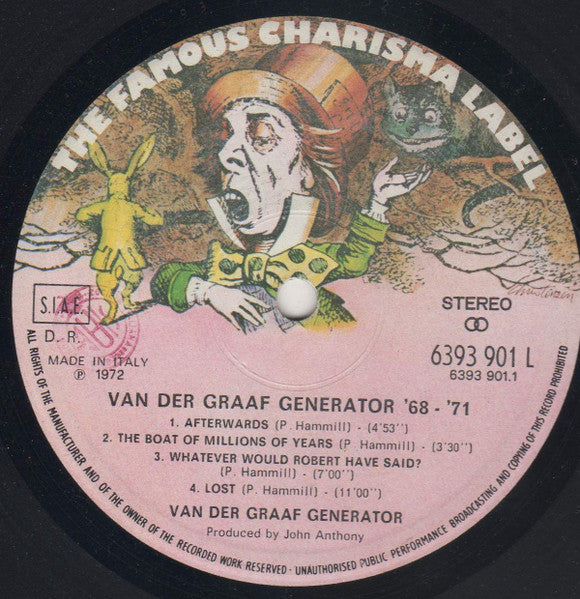 THE FAMOUS CHARISMA LABEL
S.I.A.E.
D. R.
MADE IN ITALY
℗ 1972
STEREO
6393 901 L
6393 901.1
VAN DER GRAAF GENERATOR '68 - '71
1. AFTERWARDS (P. Hammill) - (4'53'')
2. THE BOAT OF MILLIONS OF YEARS (P. Hammill) - (3'30'')
3. WHATEVER WOULD ROBERT HAVE SAID?
(P. Hammill) - (7'00'')
4. LOST (P. Hammill) - (11'00'')
VAN DER GRAAF GENERATOR
Produced by John Anthony
ALL RIGHTS OF THE MANUFACTURER AND OF THE OWNER OF THE RECORDED WORK RESERVED - UNAUTHORISED PUBLIC PERFORMANCE BROADCASTING AND COPYING OF THIS RECORD PROHIBITED